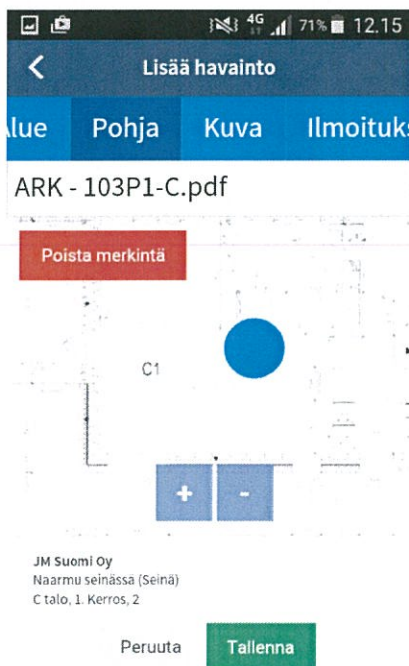 4G 71% 12.15
Lisää havainto
Alue Pohja Kuva Ilmoituks
ARK - 103P1-C.pdf
Poista merkintä
C1
+ -
JM Suomi Oy
Naarmu seinässä (Seinä)
C talo, 1. Kerros, 2
Peruuta Tallenna